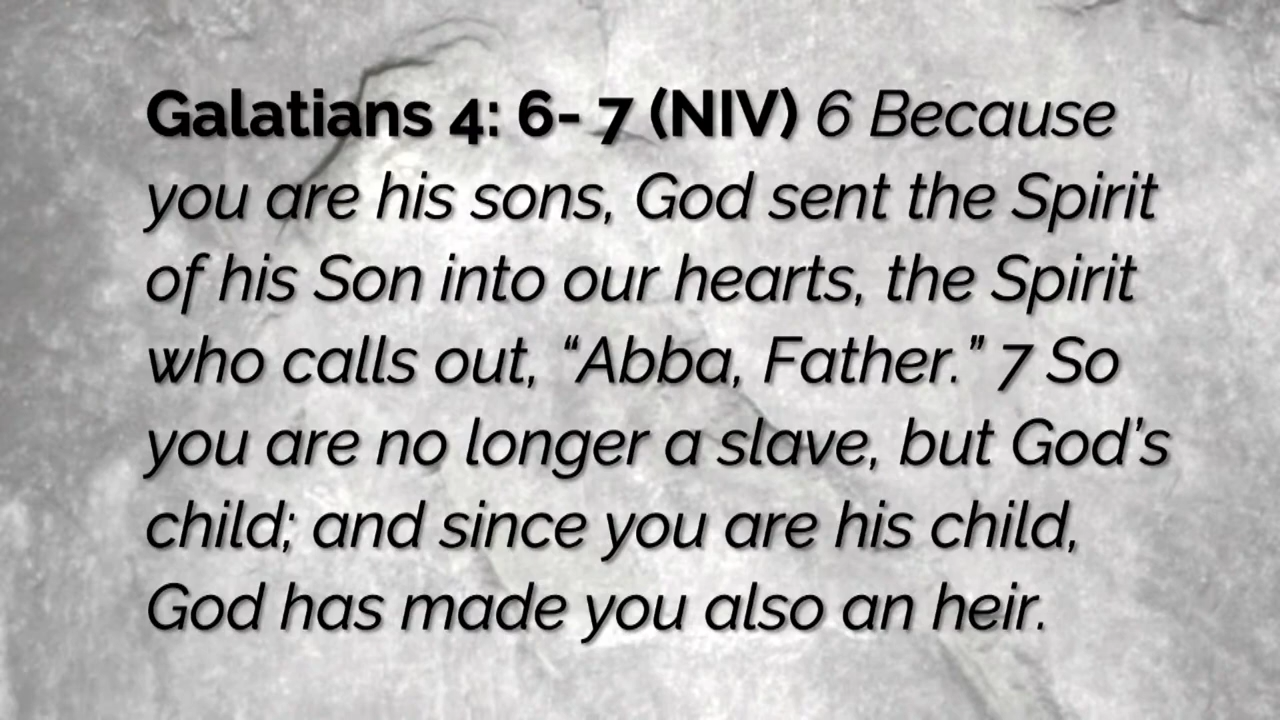 Galatians 4: 6- 7 (NIV) 6 Because
you are his sons, God sent the Spirit
of his Son into our hearts, the Spirit
who calls out, “Abba, Father.” 7 So
you are no longer a slave, but God’s
child; and since you are his child,
God has made you also an heir.